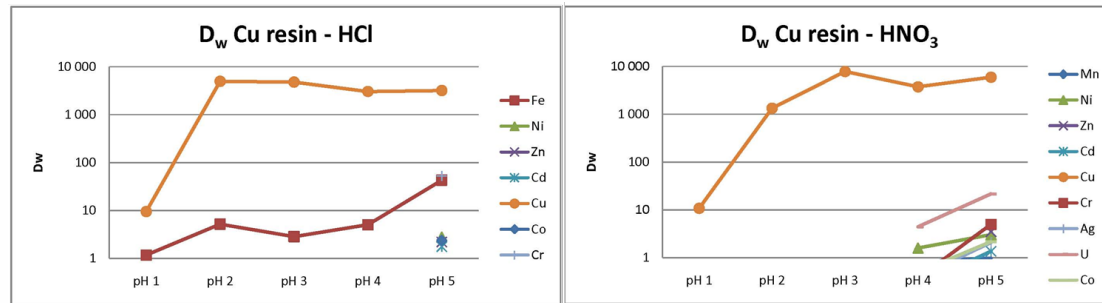 D_w Cu resin - HCl
10 000
1 000
100
10
1
Dw
pH 1 pH 2 pH 3 pH 4 pH 5
Fe
Ni
Zn
Cd
Cu
Co
Cr
D_w Cu resin - HNO₃
10 000
1 000
100
10
1
Dw
pH 1 pH 2 pH 3 pH 4 pH 5
Mn
Ni
Zn
Cd
Cu
Cr
Ag
U
Co